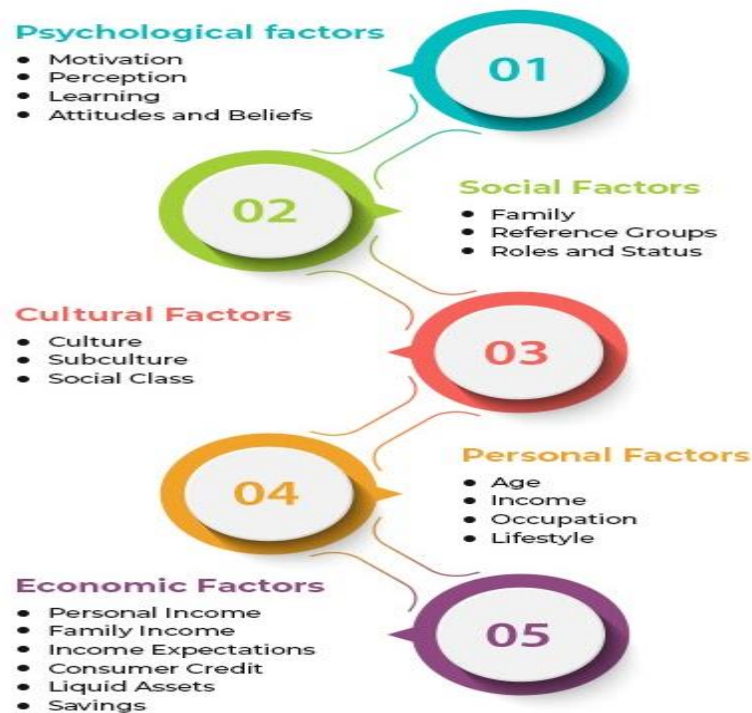 Psychological factors
● Motivation
● Perception
● Learning
● Attitudes and Beliefs
01
02
Social Factors
● Family
● Reference Groups
● Roles and Status
Cultural Factors
● Culture
● Subculture
● Social Class
03
04
Personal Factors
● Age
● Income
● Occupation
● Lifestyle
Economic Factors
● Personal Income
● Family Income
● Income Expectations
● Consumer Credit
● Liquid Assets
● Savings
05